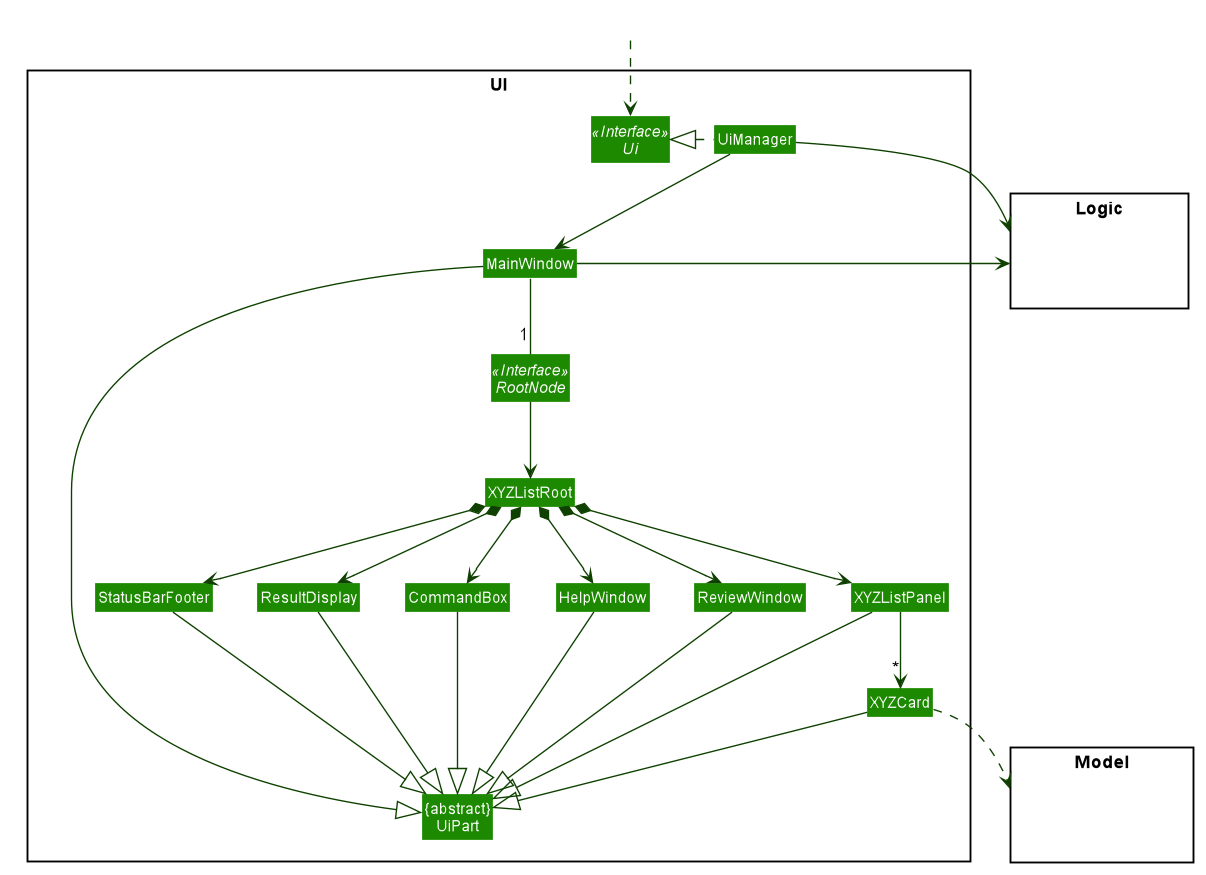 UI
«Interface»
Ui
UiManager
Logic
MainWindow
1
«Interface»
RootNode
XYZListRoot
StatusBarFooter
ResultDisplay
CommandBox
HelpWindow
ReviewWindow
XYZListPanel
*
XYZCard
Model
{abstract}
UiPart